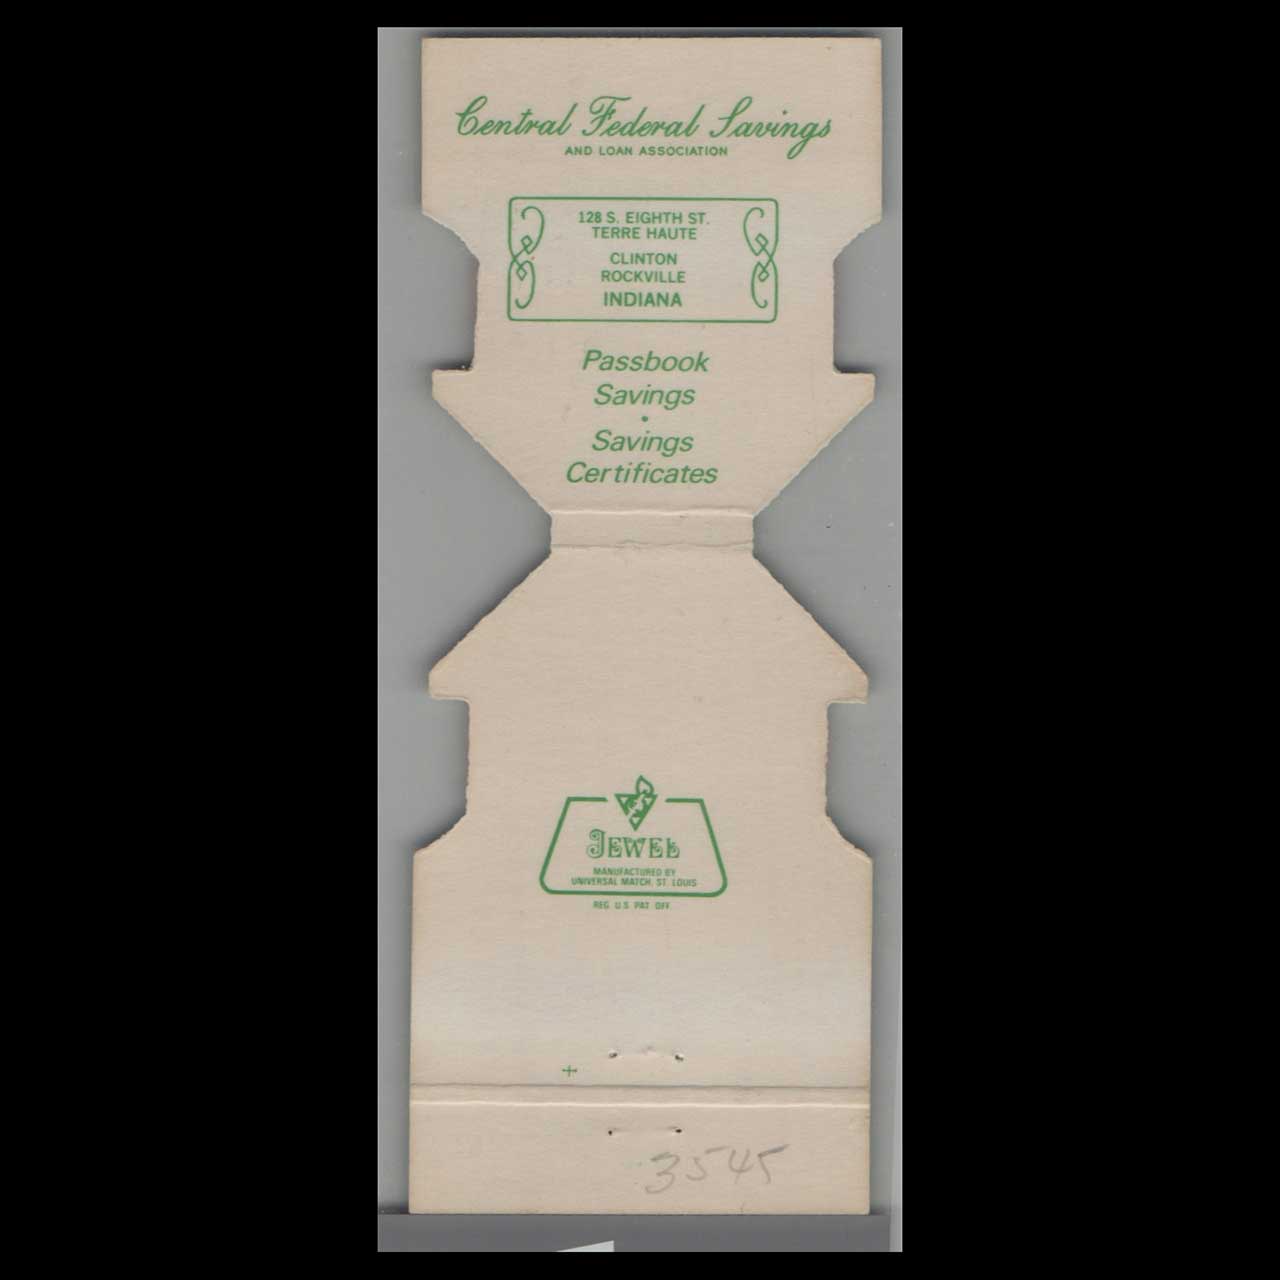 Central Federal Savings
AND LOAN ASSOCIATION
128 S. EIGHTH ST.
TERRE HAUTE
CLINTON
ROCKVILLE
INDIANA
Passbook
Savings
•
Savings
Certificates
JEWEL
MANUFACTURED BY
UNIVERSAL MATCH, ST. LOUIS
REG. U.S. PAT. OFF.
3545